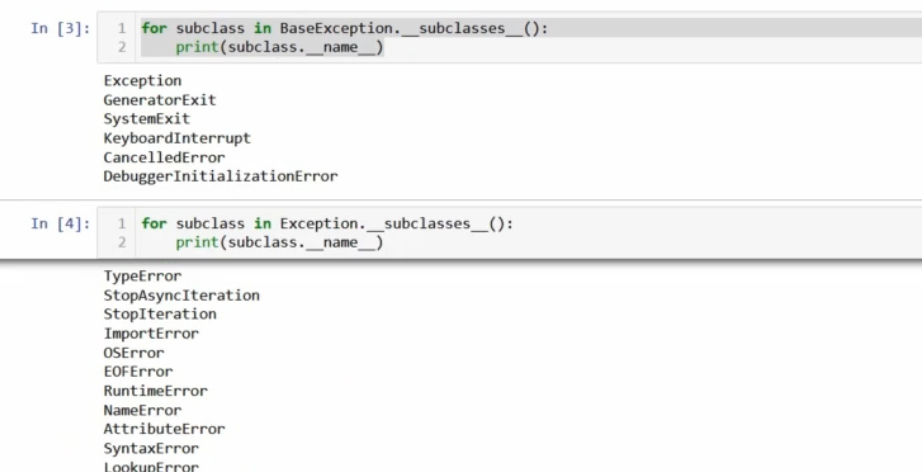 In [3]:
1 for subclass in BaseException.__subclasses__():
2     print(subclass.__name__)
Exception
GeneratorExit
SystemExit
KeyboardInterrupt
CancelledError
DebuggerInitializationError
In [4]:
1 for subclass in Exception.__subclasses__():
2     print(subclass.__name__)
TypeError
StopAsyncIteration
StopIteration
ImportError
OSError
EOFError
RuntimeError
NameError
AttributeError
SyntaxError
LookupError